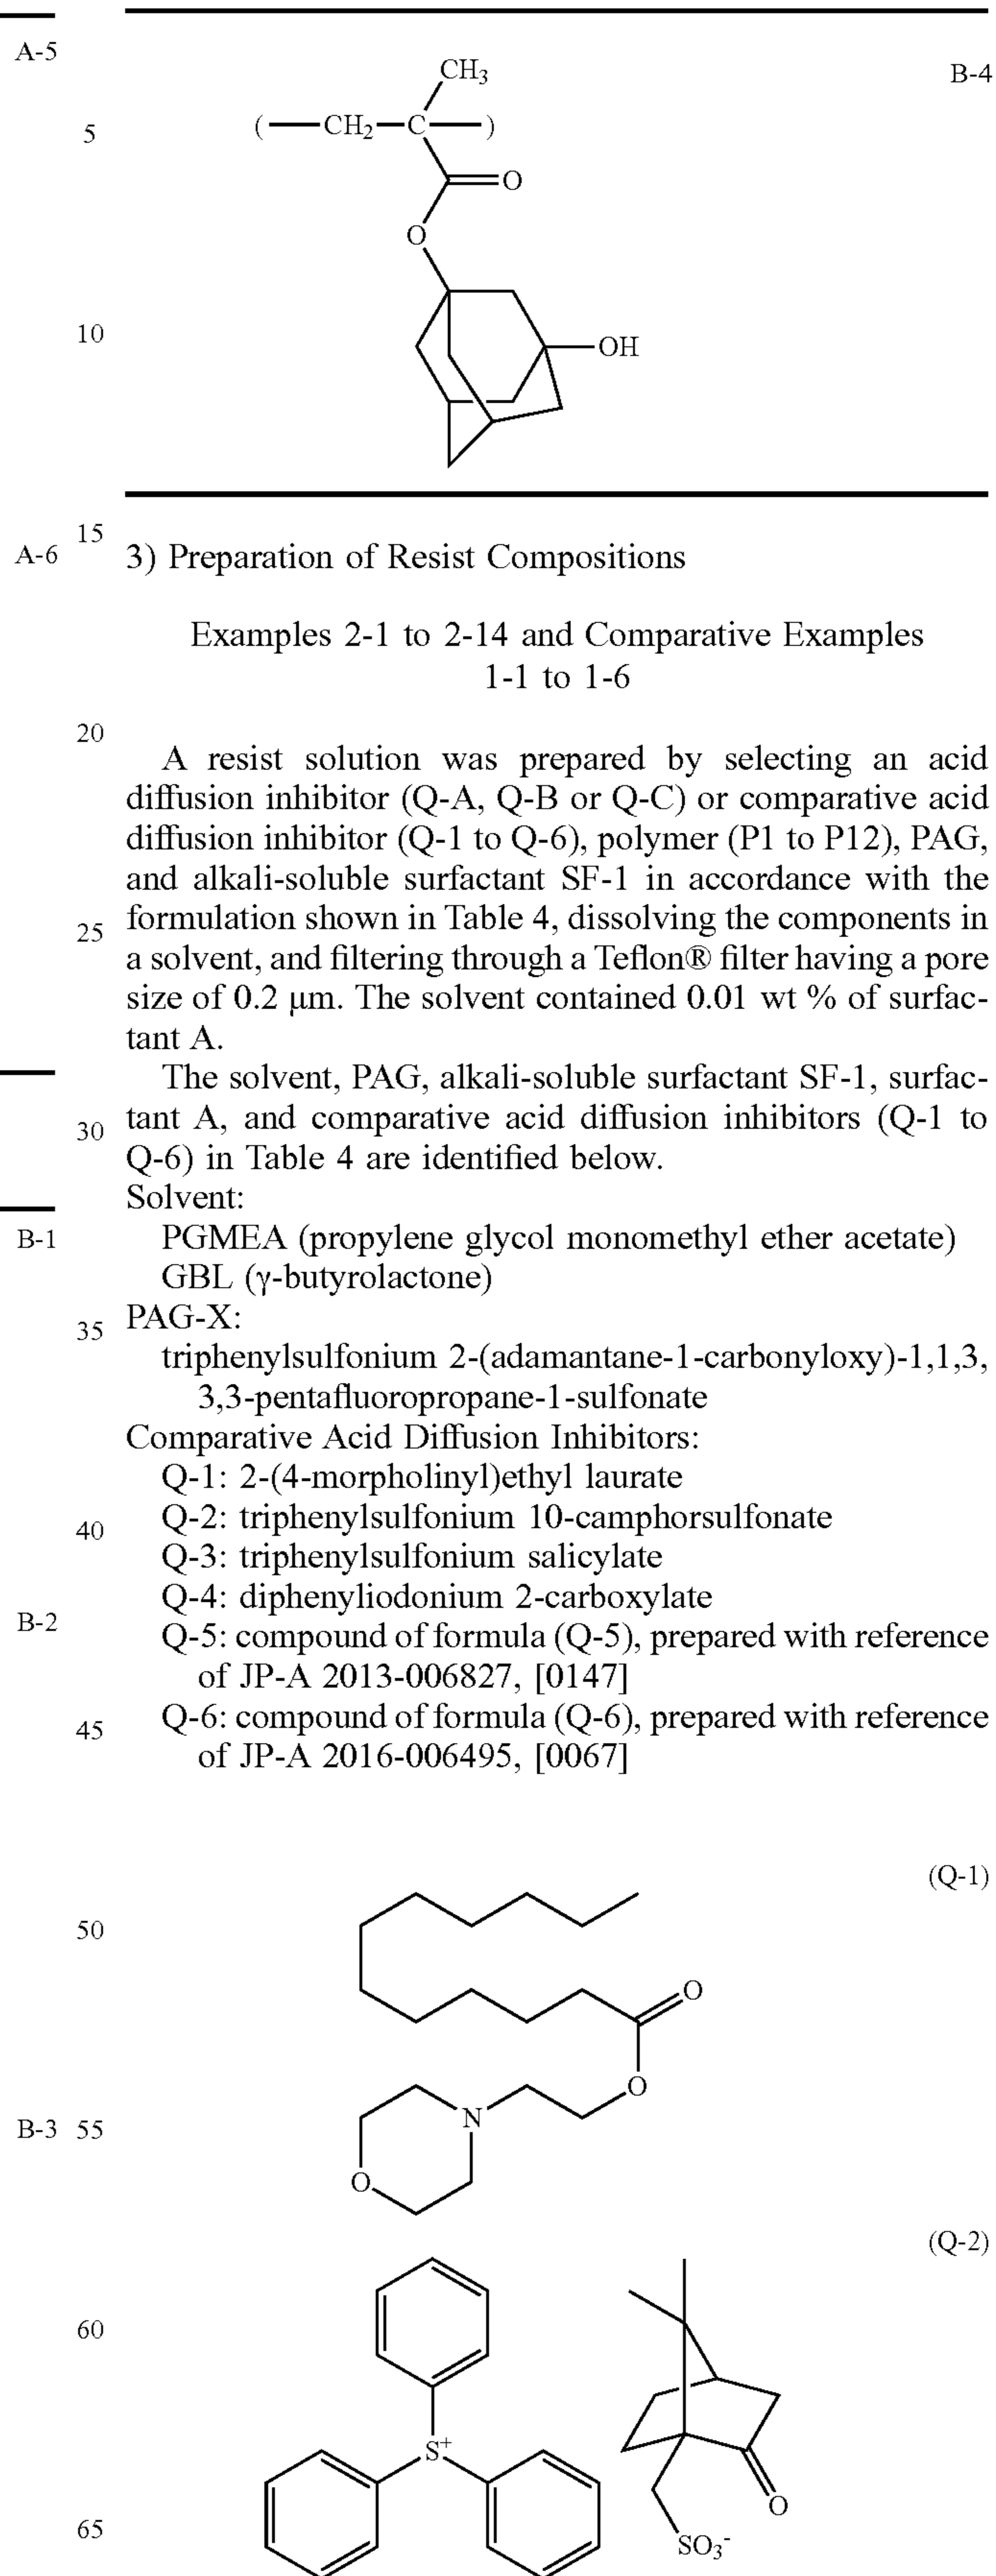 A-5
B-4
CH₃
5
( CH₂ C )
O
O
10
OH
15
A-6
3) Preparation of Resist Compositions
Examples 2-1 to 2-14 and Comparative Examples
1-1 to 1-6
20
A resist solution was prepared by selecting an acid
diffusion inhibitor (Q-A, Q-B or Q-C) or comparative acid
diffusion inhibitor (Q-1 to Q-6), polymer (P1 to P12), PAG,
and alkali-soluble surfactant SF-1 in accordance with the
formulation shown in Table 4, dissolving the components in
25
a solvent, and filtering through a Teflon® filter having a pore
size of 0.2 μm. The solvent contained 0.01 wt % of surfac-
tant A.
The solvent, PAG, alkali-soluble surfactant SF-1, surfac-
30
tant A, and comparative acid diffusion inhibitors (Q-1 to
Q-6) in Table 4 are identified below.
Solvent:
B-1
PGMEA (propylene glycol monomethyl ether acetate)
GBL (γ-butyrolactone)
35
PAG-X:
triphenylsulfonium 2-(adamantane-1-carbonyloxy)-1,1,3,
3,3-pentafluoropropane-1-sulfonate
Comparative Acid Diffusion Inhibitors:
Q-1: 2-(4-morpholinyl)ethyl laurate
40
Q-2: triphenylsulfonium 10-camphorsulfonate
Q-3: triphenylsulfonium salicylate
Q-4: diphenyliodonium 2-carboxylate
B-2
Q-5: compound of formula (Q-5), prepared with reference
of JP-A 2013-006827, [0147]
45
Q-6: compound of formula (Q-6), prepared with reference
of JP-A 2016-006495, [0067]
(Q-1)
50
O
O
N
B-3
55
O
(Q-2)
60
S⁺
O
65
SO₃⁻